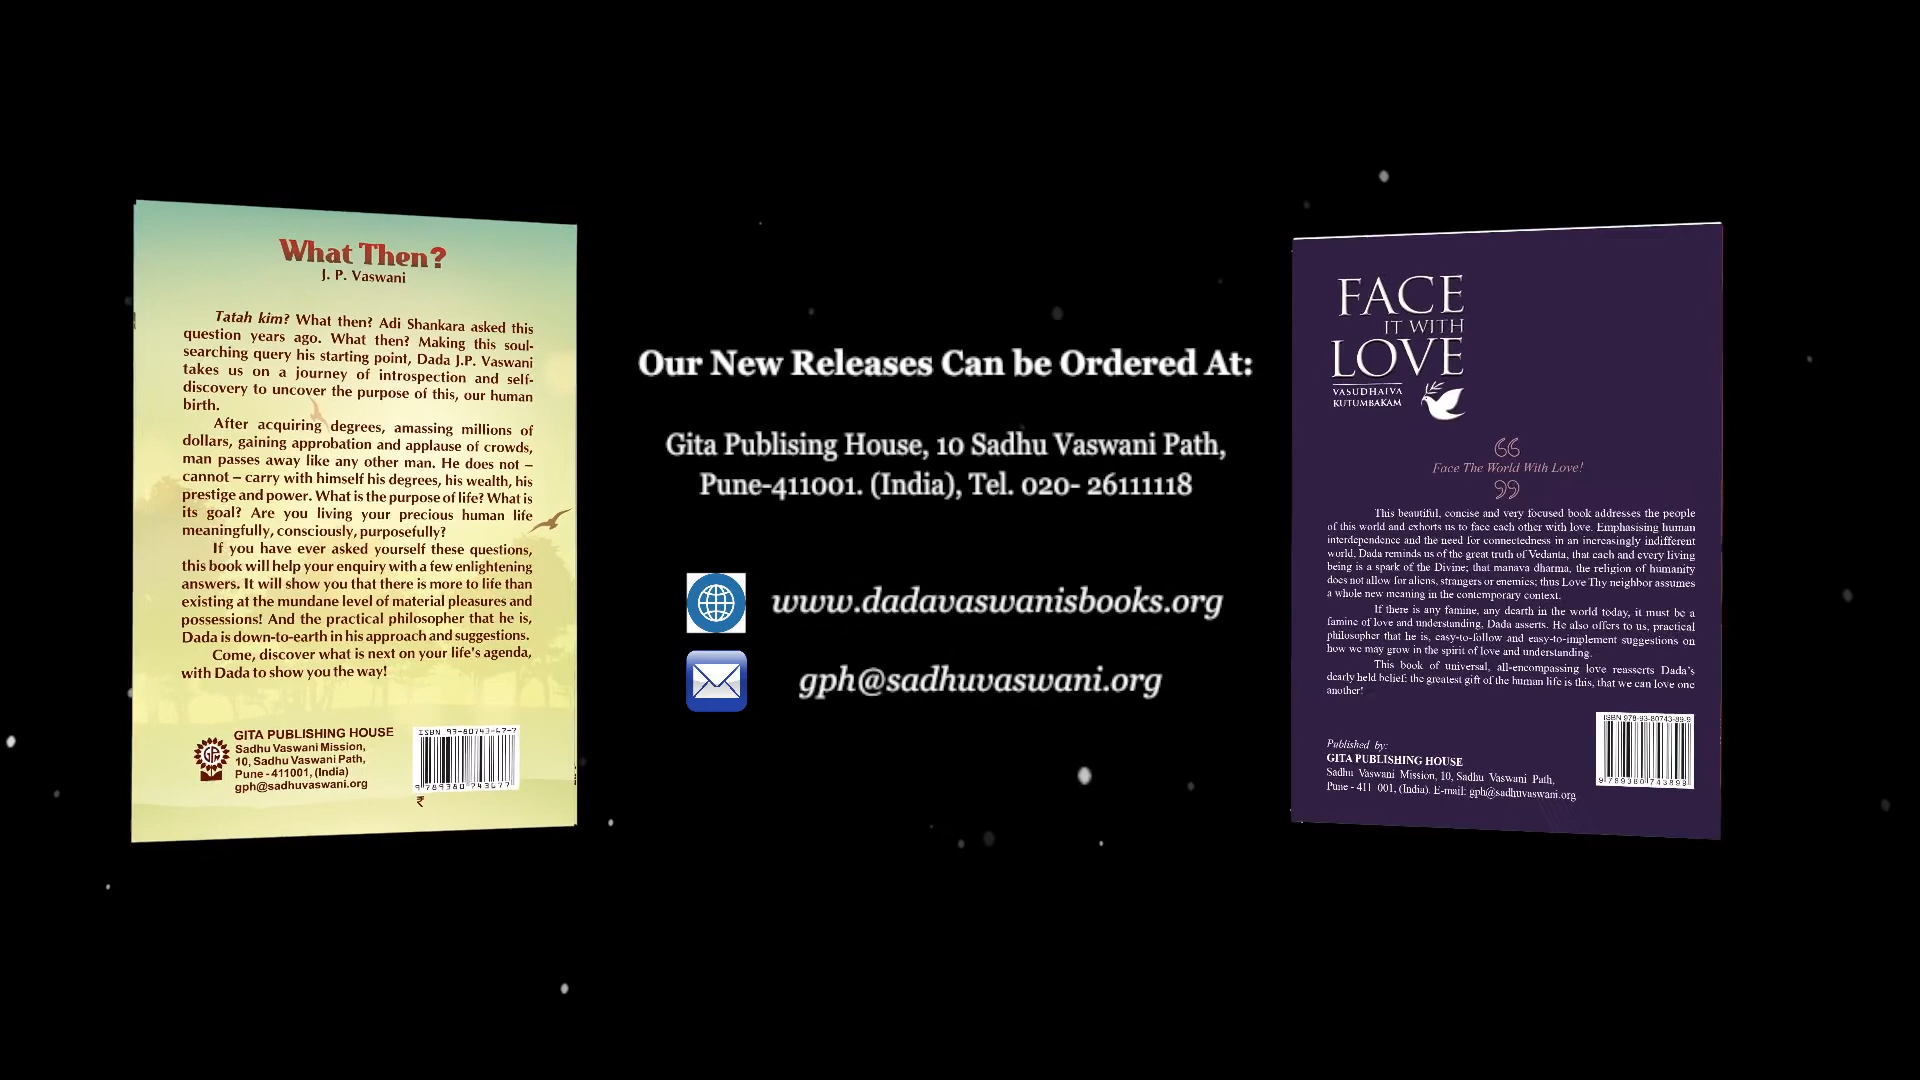 What Then?
J. P. Vaswani
Tatah kim? What then? Adi Shankara asked this
question years ago. What then? Making this soul-
searching query his starting point, Dada J.P. Vaswani
takes us on a journey of introspection and self-
discovery to uncover the purpose of this, our human
birth.
After acquiring degrees, amassing millions of
dollars, gaining approbation and applause of crowds,
man passes away like any other man. He does not –
cannot – carry with himself his degrees, his wealth, his
prestige and power. What is the purpose of life? What is
its goal? Are you living your precious human life
meaningfully, consciously, purposefully?
If you have ever asked yourself these questions,
this book will help your enquiry with a few enlightening
answers. It will show you that there is more to life than
existing at the mundane level of material pleasures and
possessions! And the practical philosopher that he is,
Dada is down-to-earth in his approach and suggestions.
Come, discover what is next on your life's agenda,
with Dada to show you the way!
GITA PUBLISHING HOUSE
Sadhu Vaswani Mission,
10, Sadhu Vaswani Path,
Pune - 411001, (India)
gph@sadhuvaswani.org
ISBN 93-80743-67-7
9 789380 743677
₹
Our New Releases Can be Ordered At:
Gita Publising House, 10 Sadhu Vaswani Path,
Pune-411001. (India), Tel. 020- 26111118
www.dadavaswanisbooks.org
gph@sadhuvaswani.org
FACE
IT WITH
LOVE
VASUDHAIVA
KUTUMBAKAM
Face The World With Love!
This beautiful, concise and very focused book addresses the people
of this world and exhorts us to face each other with love. Emphasising human
interdependence and the need for connectedness in an increasingly indifferent
world, Dada reminds us of the great truth of Vedanta, that each and every living
being is a spark of the Divine; that manava dharma, the religion of humanity
does not allow for aliens, strangers or enemies; thus Love Thy neighbor assumes
a whole new meaning in the contemporary context.
If there is any famine, any dearth in the world today, it must be a
famine of love and understanding, Dada asserts. He also offers to us, practical
philosopher that he is, easy-to-follow and easy-to-implement suggestions on
how we may grow in the spirit of love and understanding.
This book of universal, all-encompassing love reasserts Dada's
dearly held belief: the greatest gift of the human life is this, that we can love one
another!
Published by:
GITA PUBLISHING HOUSE
Sadhu Vaswani Mission, 10, Sadhu Vaswani Path,
Pune - 411 001, (India). E-mail: gph@sadhuvaswani.org
ISBN 978-93-80743-89-9
9 789380 743899